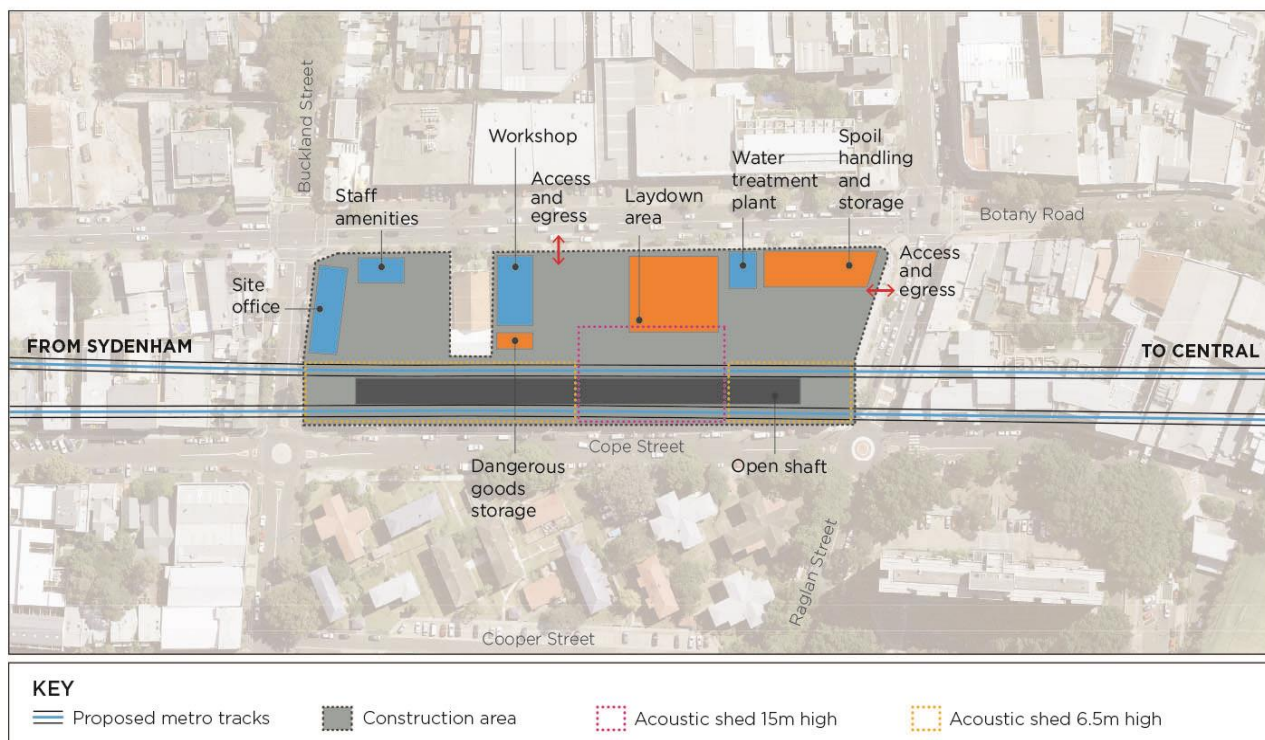 Buckland Street
Workshop
Staff
amenities
Access
and
egress
Laydown
area
Water
treatment
plant
Spoil
handling
and
storage
Botany Road
Access
and
egress
Site
office
FROM SYDENHAM
TO CENTRAL
Cope Street
Dangerous
goods
storage
Open shaft
Raglan Street
Cooper Street
KEY
Proposed metro tracks
Construction area
Acoustic shed 15m high
Acoustic shed 6.5m high